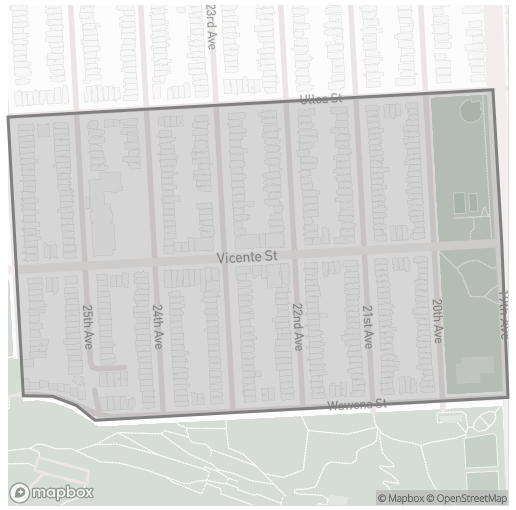 23rd Ave
Ulloa St
Vicente St
25th Ave
24th Ave
22nd Ave
21st Ave
20th Ave
19th Ave
Wawona St
mapbox
© Mapbox © OpenStreetMap